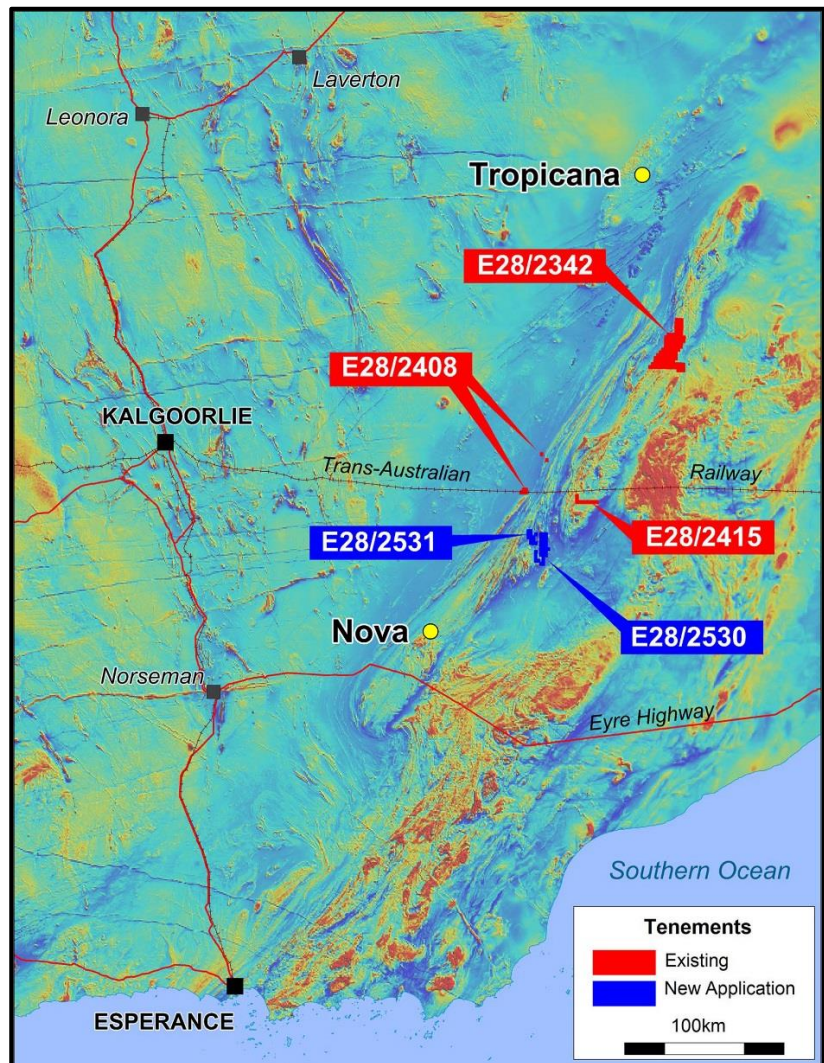 Laverton
Leonora
Tropicana
E28/2342
E28/2408
KALGOORLIE
Trans-Australian
Railway
E28/2531
E28/2415
Nova
E28/2530
Norseman
Eyre Highway
Southern Ocean
Tenements
Existing
New Application
100km
ESPERANCE